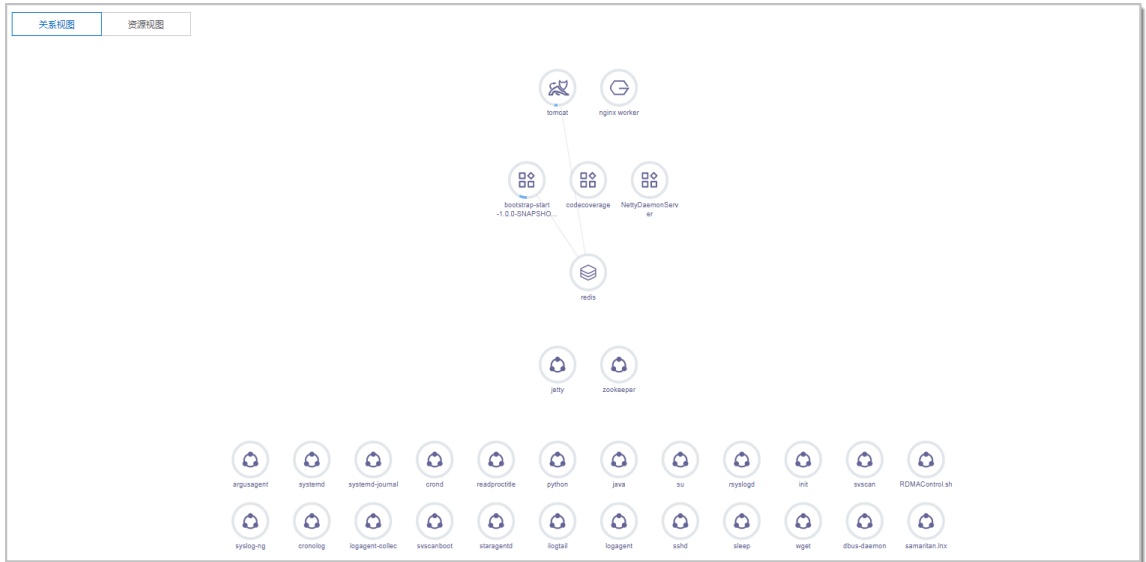 关系视图
资源视图
tomcat
nginx worker
bootstrap-start
-1.0.0-SNAPSHO...
codecoverage
NettyDaemonServ
er
redis
jetty
zookeeper
argusagent
systemd
systemd-journal
crond
readproctitle
python
java
su
rsyslogd
init
svscan
RDMAControl.sh
syslog-ng
cronolog
logagent-collec
svscanboot
staragentd
ilogtail
logagent
sshd
sleep
wget
dbus-daemon
samaritan.lnx